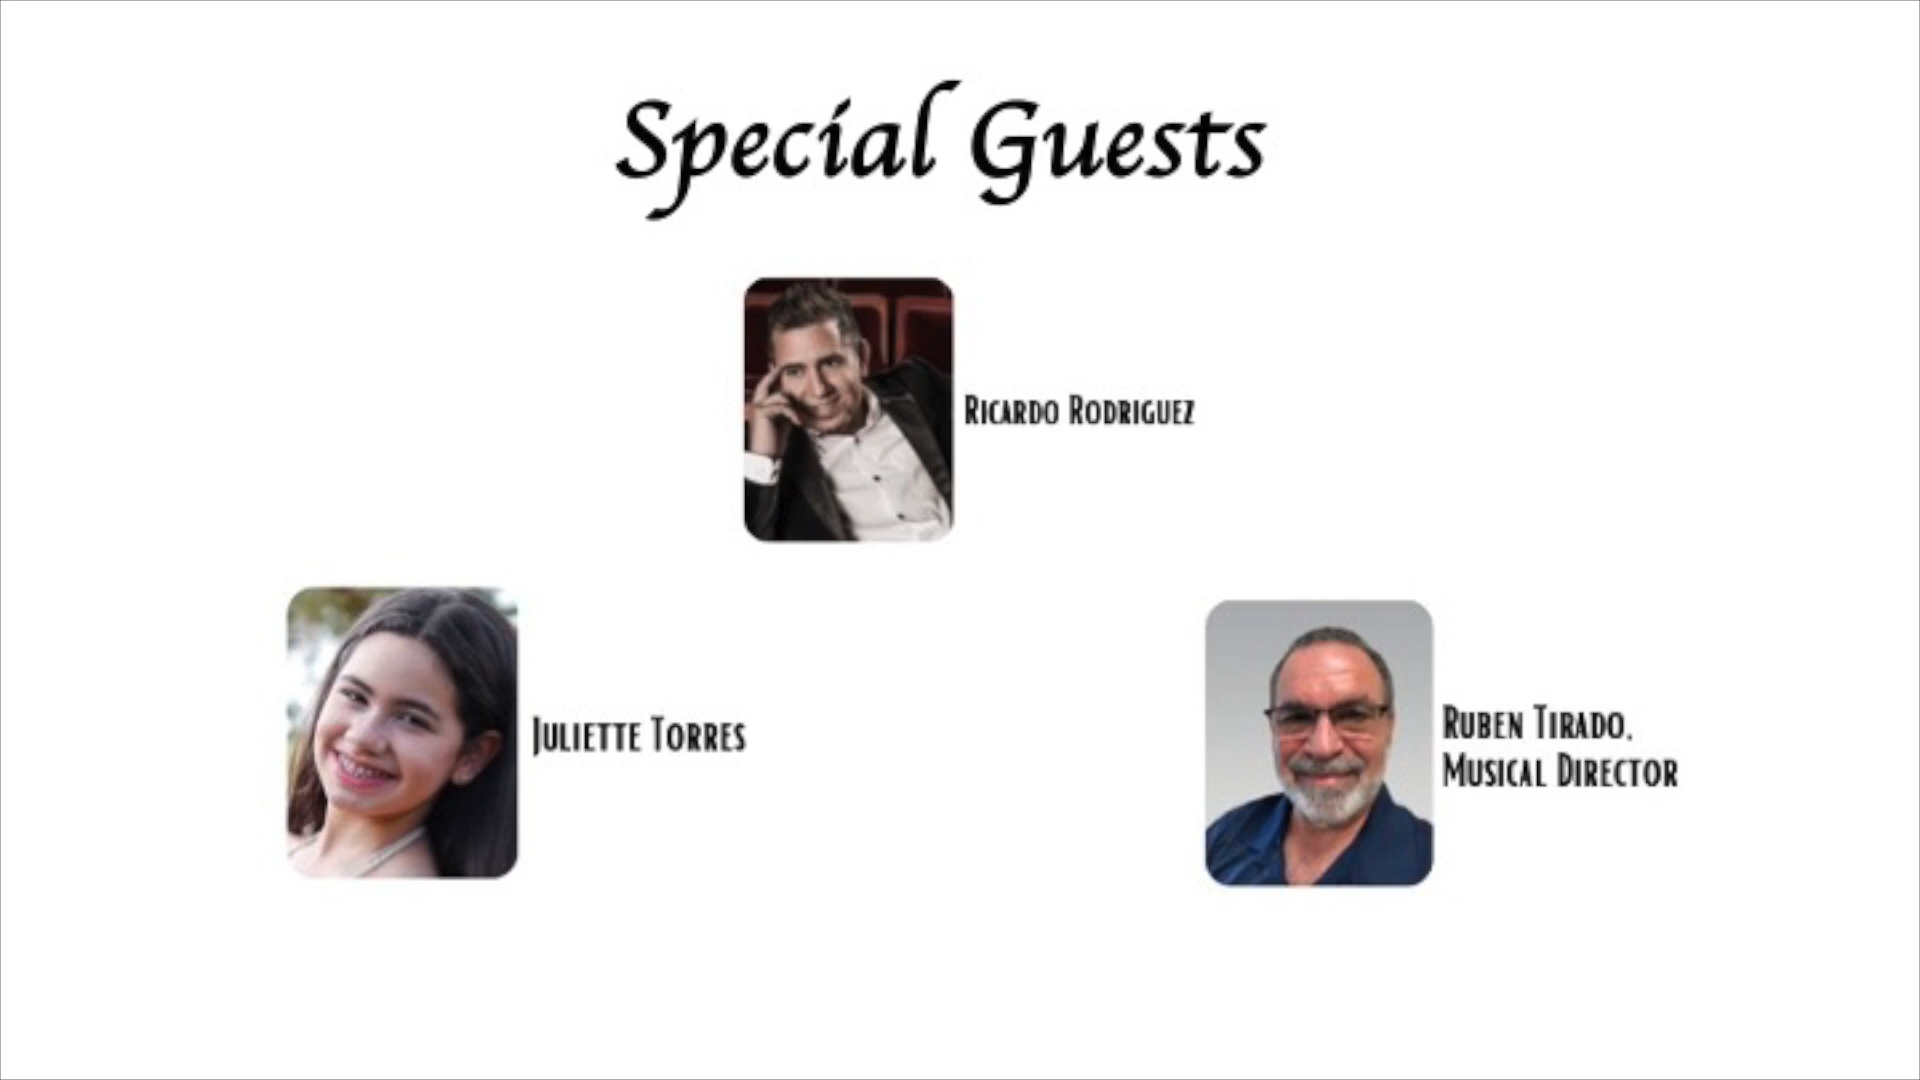 Special Guests
Ricardo Rodriguez
Juliette Torres
Ruben Tirado,
Musical Director